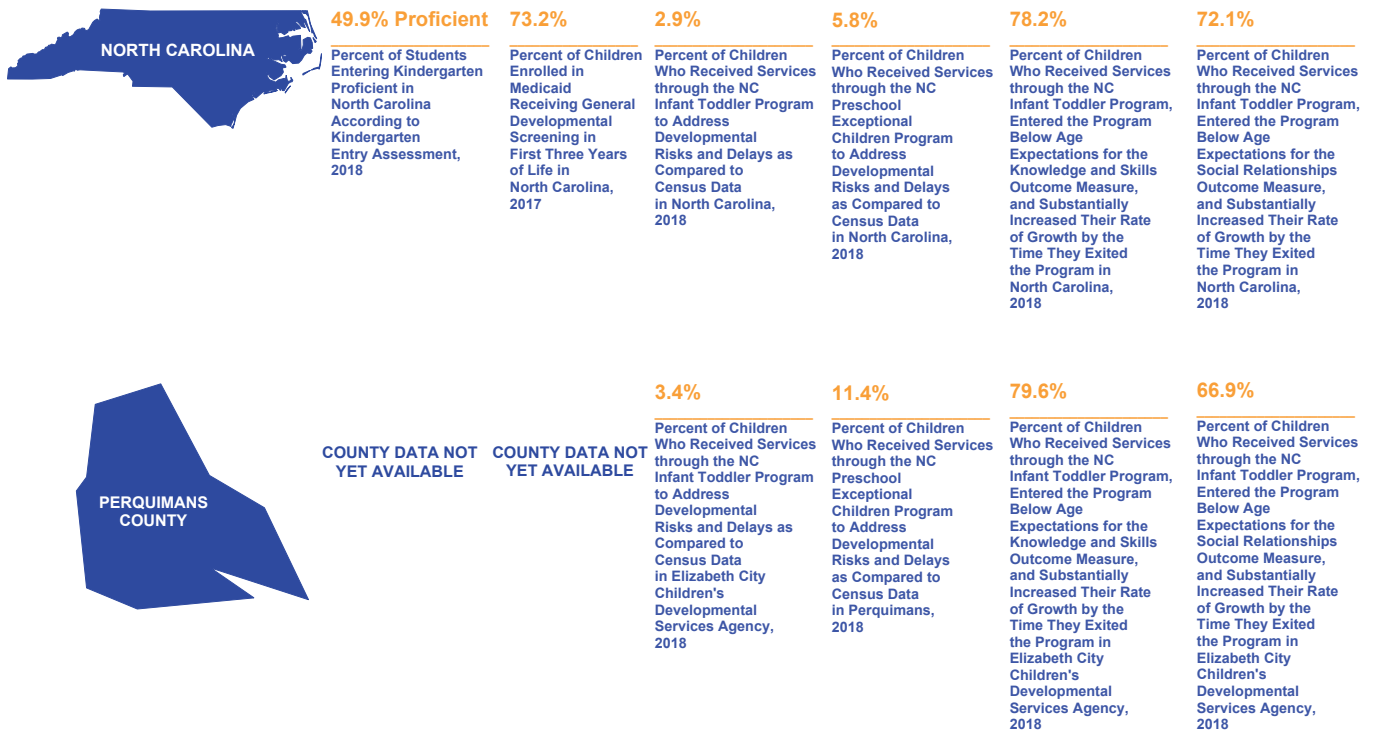 NORTH CAROLINA
49.9% Proficient
Percent of Students
Entering Kindergarten
Proficient in
North Carolina
According to
Kindergarten
Entry Assessment,
2018
73.2%
Percent of Children
Enrolled in
Medicaid
Receiving General
Developmental
Screening in
First Three Years
of Life in
North Carolina,
2017
2.9%
Percent of Children
Who Received Services
through the NC
Infant Toddler Program
to Address
Developmental
Risks and Delays as
Compared to
Census Data
in North Carolina,
2018
5.8%
Percent of Children
Who Received Services
through the NC
Preschool
Exceptional
Children Program
to Address
Developmental
Risks and Delays
as Compared to
Census Data
in North Carolina,
2018
78.2%
Percent of Children
Who Received Services
through the NC
Infant Toddler Program,
Entered the Program
Below Age
Expectations for the
Knowledge and Skills
Outcome Measure,
and Substantially
Increased Their Rate
of Growth by the
Time They Exited
the Program in
North Carolina,
2018
72.1%
Percent of Children
Who Received Services
through the NC
Infant Toddler Program,
Entered the Program
Below Age
Expectations for the
Social Relationships
Outcome Measure,
and Substantially
Increased Their Rate
of Growth by the
Time They Exited
the Program in
North Carolina,
2018
PERQUIMANS
COUNTY
COUNTY DATA NOT
YET AVAILABLE
COUNTY DATA NOT
YET AVAILABLE
3.4%
Percent of Children
Who Received Services
through the NC
Infant Toddler Program
to Address
Developmental
Risks and Delays as
Compared to
Census Data
in Elizabeth City
Children's
Developmental
Services Agency,
2018
11.4%
Percent of Children
Who Received Services
through the NC
Preschool
Exceptional
Children Program
to Address
Developmental
Risks and Delays
as Compared to
Census Data
in Perquimans,
2018
79.6%
Percent of Children
Who Received Services
through the NC
Infant Toddler Program,
Entered the Program
Below Age
Expectations for the
Knowledge and Skills
Outcome Measure,
and Substantially
Increased Their Rate
of Growth by the
Time They Exited
the Program in
Elizabeth City
Children's
Developmental
Services Agency,
2018
66.9%
Percent of Children
Who Received Services
through the NC
Infant Toddler Program,
Entered the Program
Below Age
Expectations for the
Social Relationships
Outcome Measure,
and Substantially
Increased Their Rate
of Growth by the
Time They Exited
the Program in
Elizabeth City
Children's
Developmental
Services Agency,
2018